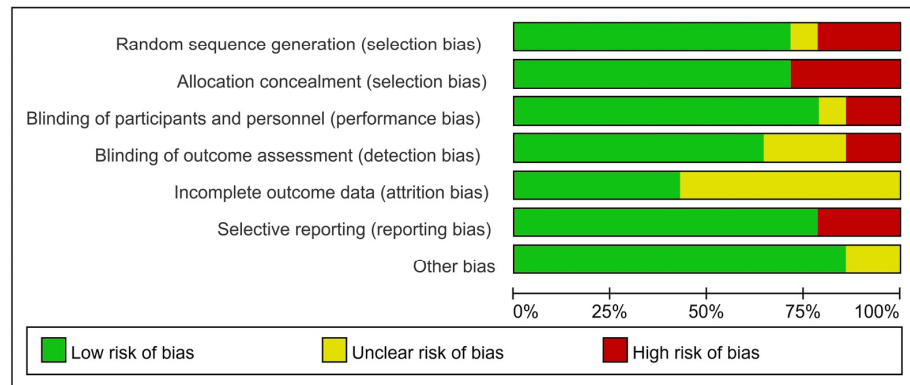 Random sequence generation (selection bias)
Allocation concealment (selection bias)
Blinding of participants and personnel (performance bias)
Blinding of outcome assessment (detection bias)
Incomplete outcome data (attrition bias)
Selective reporting (reporting bias)
Other bias
0% 25% 50% 75% 100%
Low risk of bias Unclear risk of bias High risk of bias